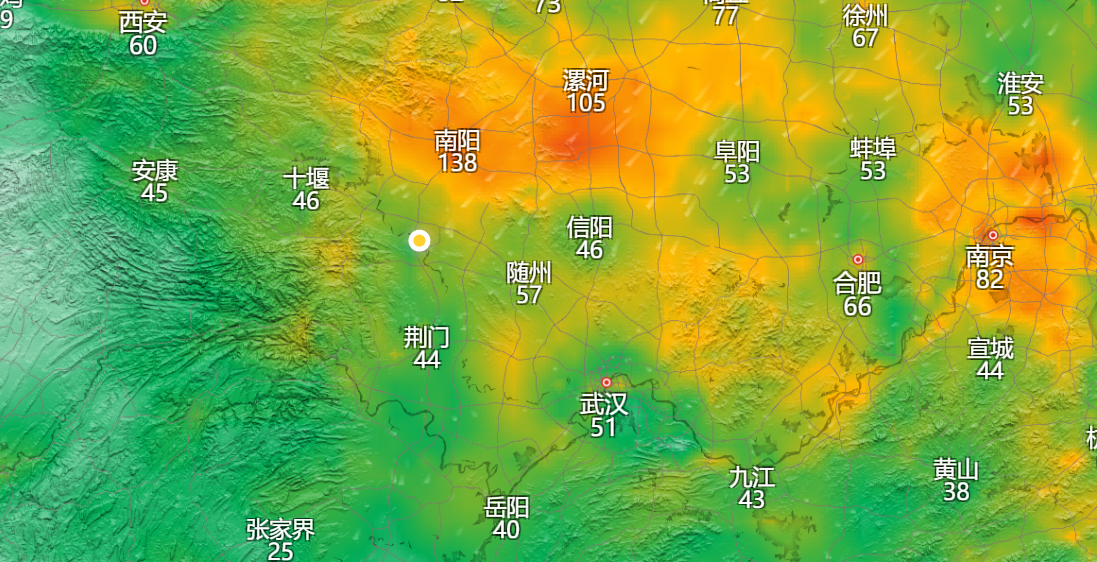 9
73
77
西安
60
徐州
67
漯河
105
淮安
53
南阳
138
阜阳
53
蚌埠
53
安康
45
十堰
46
信阳
46
南京
82
随州
57
合肥
66
荆门
44
宣城
44
武汉
51
九江
43
黄山
38
岳阳
40
张家界
25